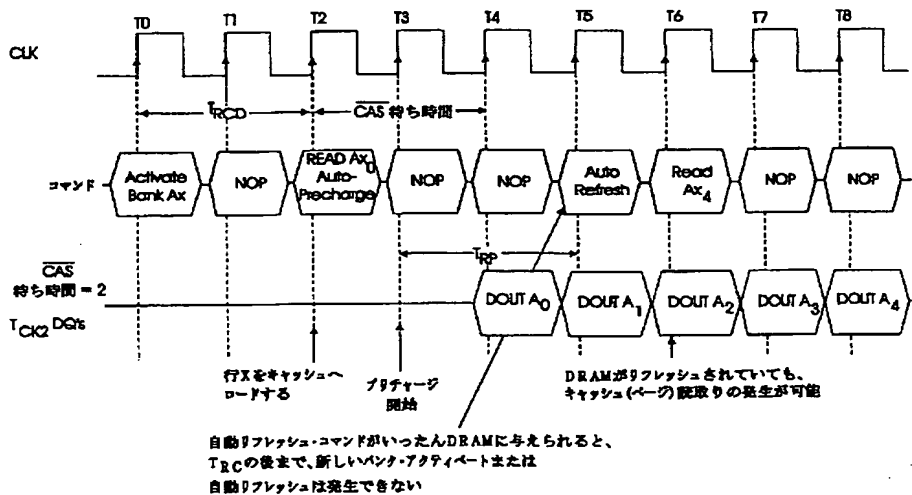 T0 T1 T2 T3 T4 T5 T6 T7 T8
CLK
TRCD CAS 待ち時間
コマンド
Activate Bank Ax
NOP
READ Ax0 Auto-Precharge
NOP
NOP
Auto Refresh
Read Ax4
NOP
NOP
TRP
CAS
待ち時間 = 2
TCK2 DQ's
DOUT A0
DOUT A1
DOUT A2
DOUT A3
DOUT A4
行Xをキャッシュへ
ロードする
プリチャージ
開始
DRAMがリフレッシュされていても、
キャッシュ(ページ)読取りの発生が可能
自動リフレッシュ・コマンドがいったんDRAMに与えられると、
TRCの後まで、新しいバンク・アクティベートまたは
自動リフレッシュは発生できない